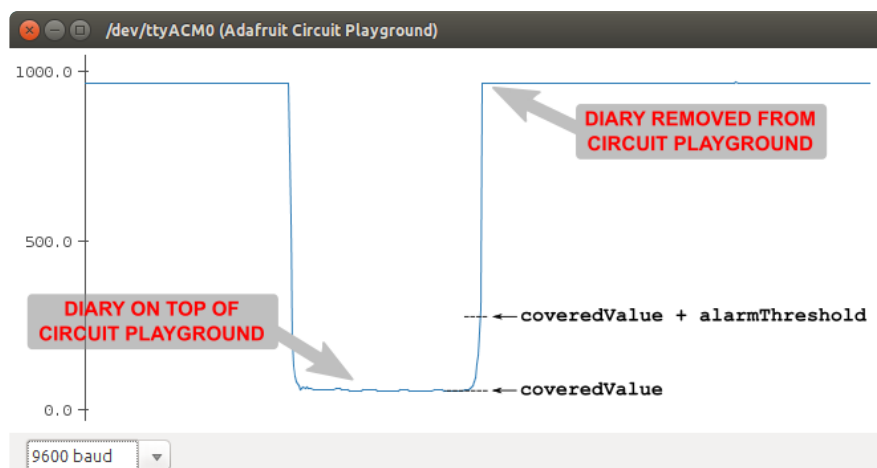 /dev/ttyACM0 (Adafruit Circuit Playground)
1000.0
DIARY REMOVED FROM
CIRCUIT PLAYGROUND
500.0
DIARY ON TOP OF
CIRCUIT PLAYGROUND
coveredValue + alarmThreshold
coveredValue
0.0
9600 baud